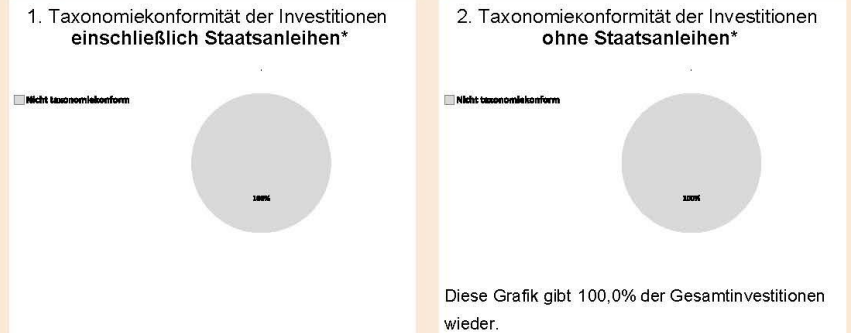 1. Taxonomiekonformität der Investitionen
einschließlich Staatsanleihen*
Nicht taxonomiekonform
100%
2. Taxonomieкonformität der Investitionen
ohne Staatsanleihen*
Nicht taxonomiekonform
100%
Diese Grafik gibt 100,0% der Gesamtinvestitionen
wieder.